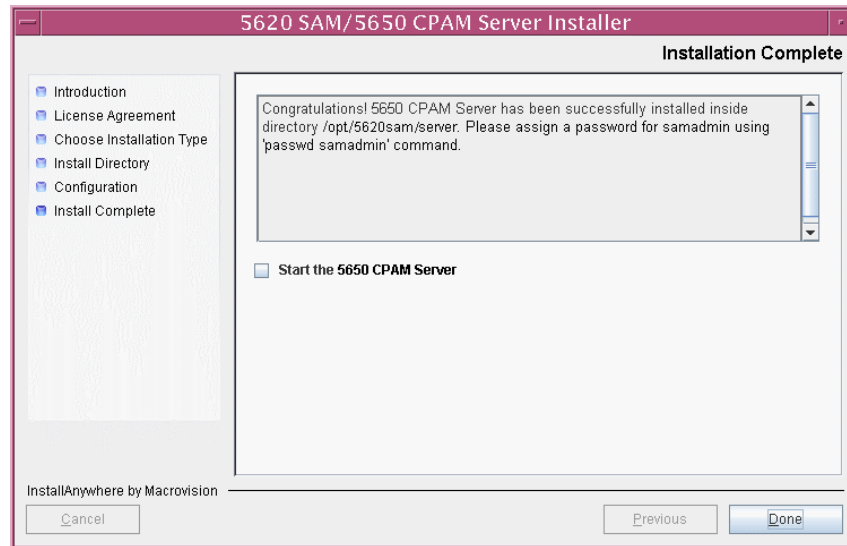 5620 SAM/5650 CPAM Server Installer
Installation Complete
Introduction
License Agreement
Choose Installation Type
Install Directory
Configuration
Install Complete
Congratulations! 5650 CPAM Server has been successfully installed inside
directory /opt/5620sam/server. Please assign a password for samadmin using
'passwd samadmin' command.
Start the 5650 CPAM Server
InstallAnywhere by Macrovision
Cancel
Previous
Done